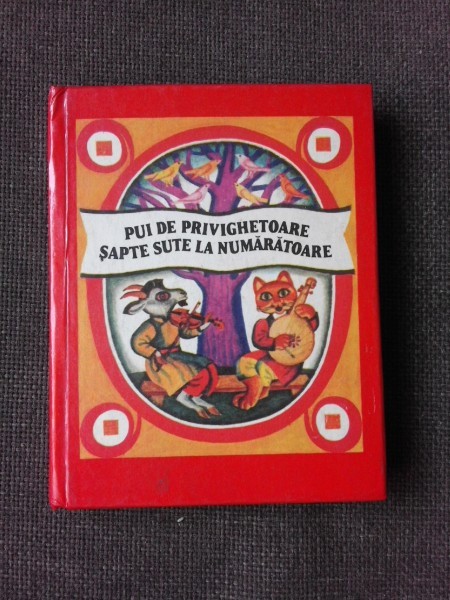 PUI DE PRIVIGHETOARE
ȘAPTE SUTE LA NUMĂRĂTOARE